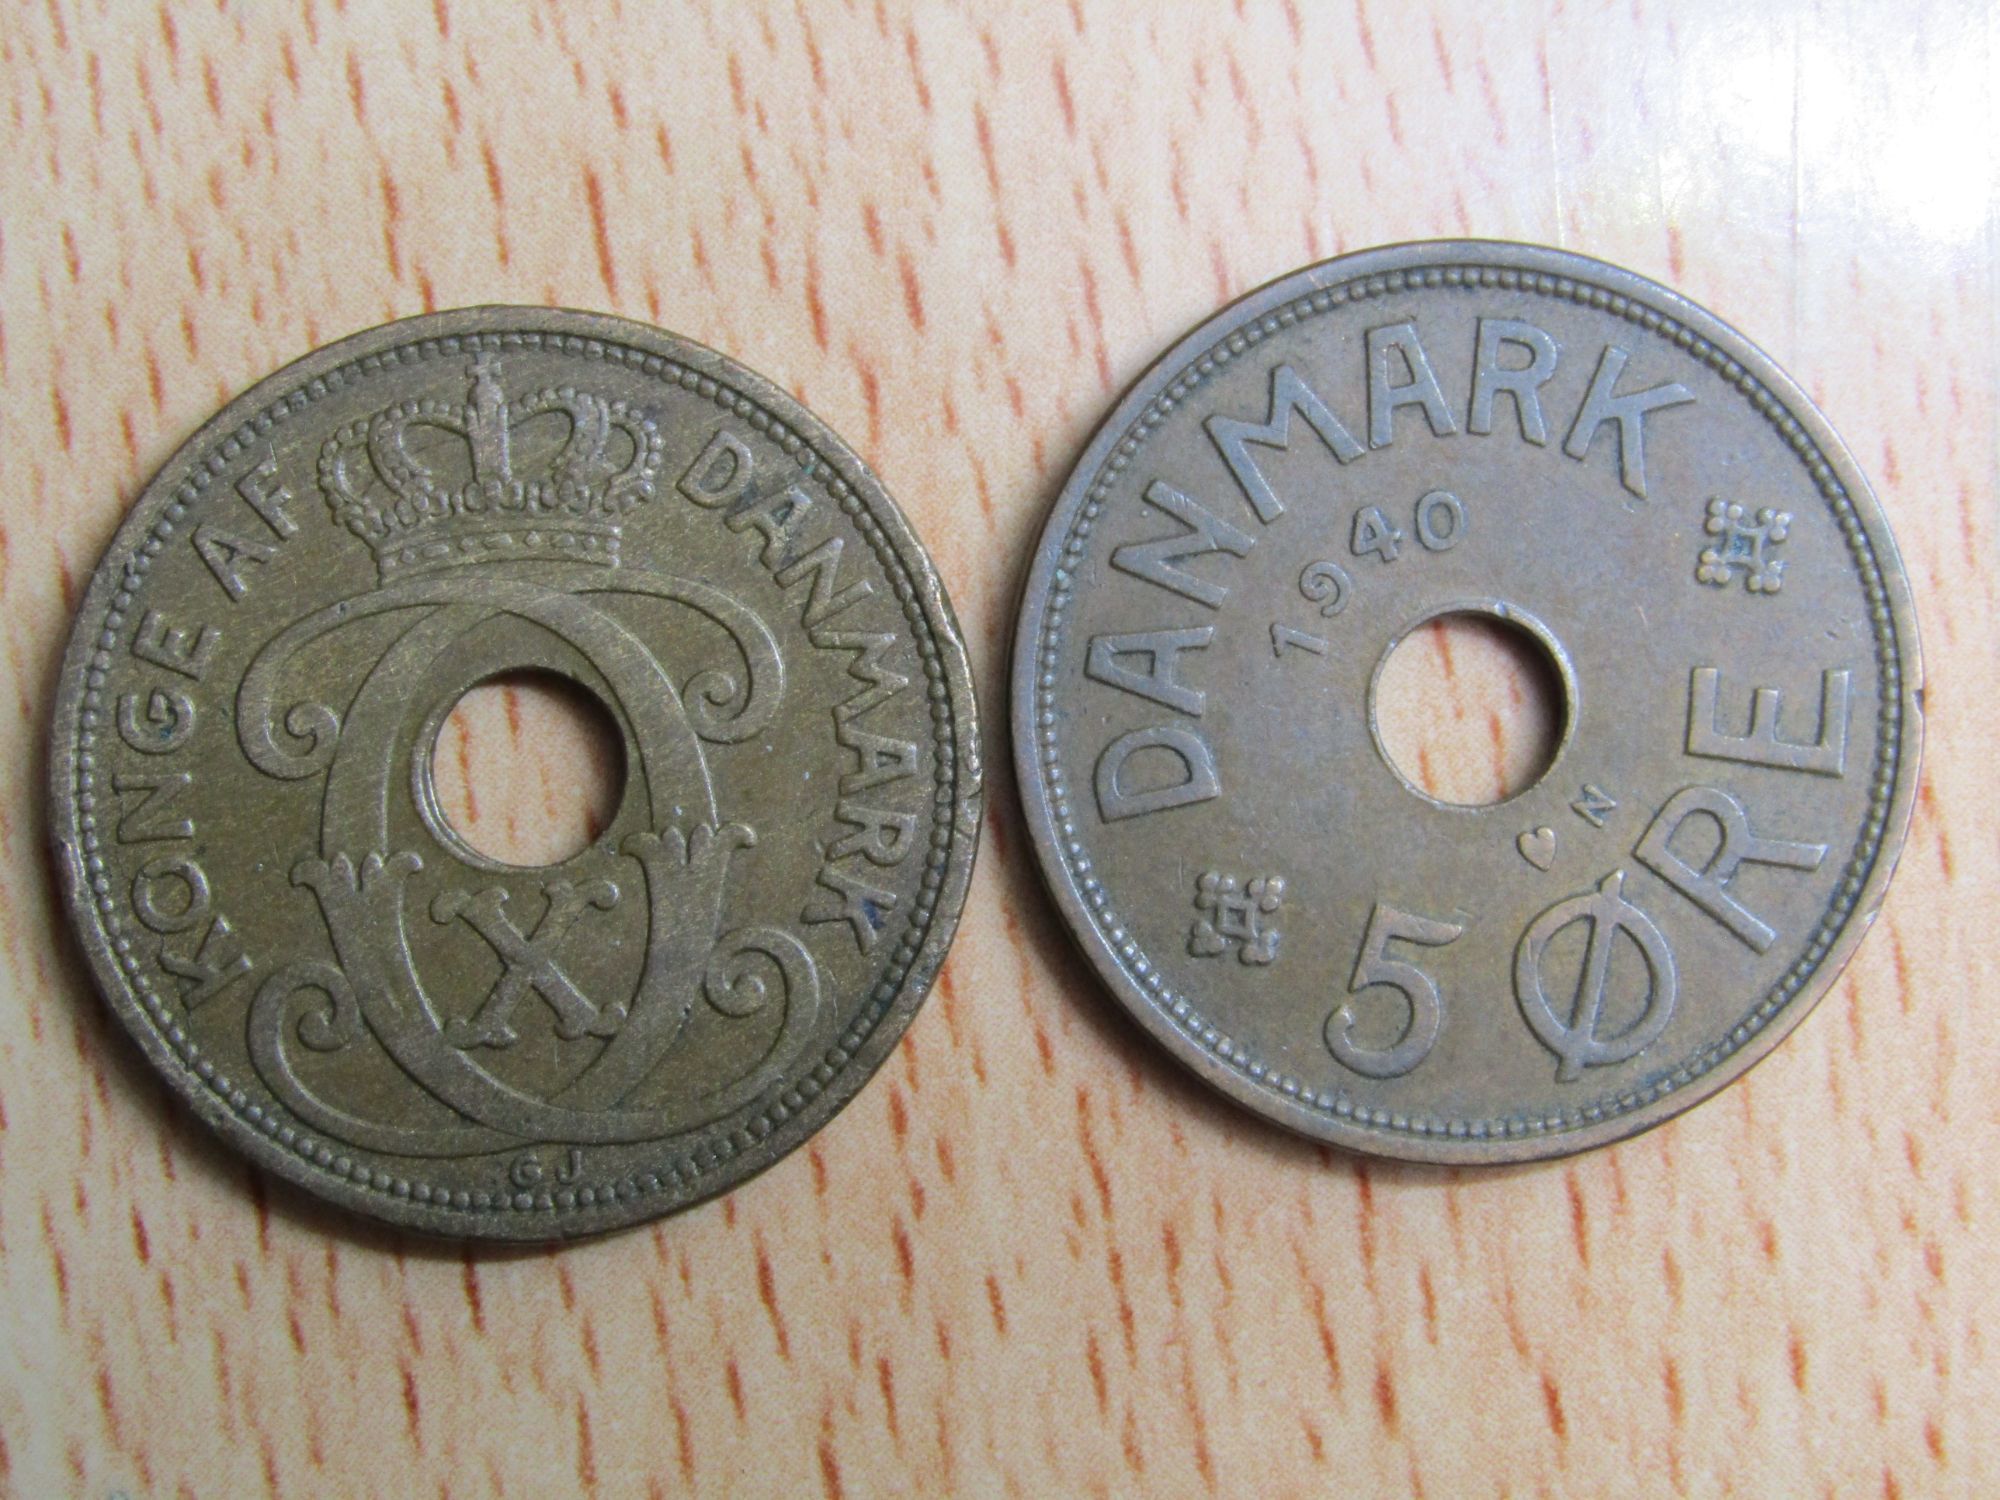 KONGE AF DANMARK
X
GJ
DANMARK
1940
N
5 ØRE